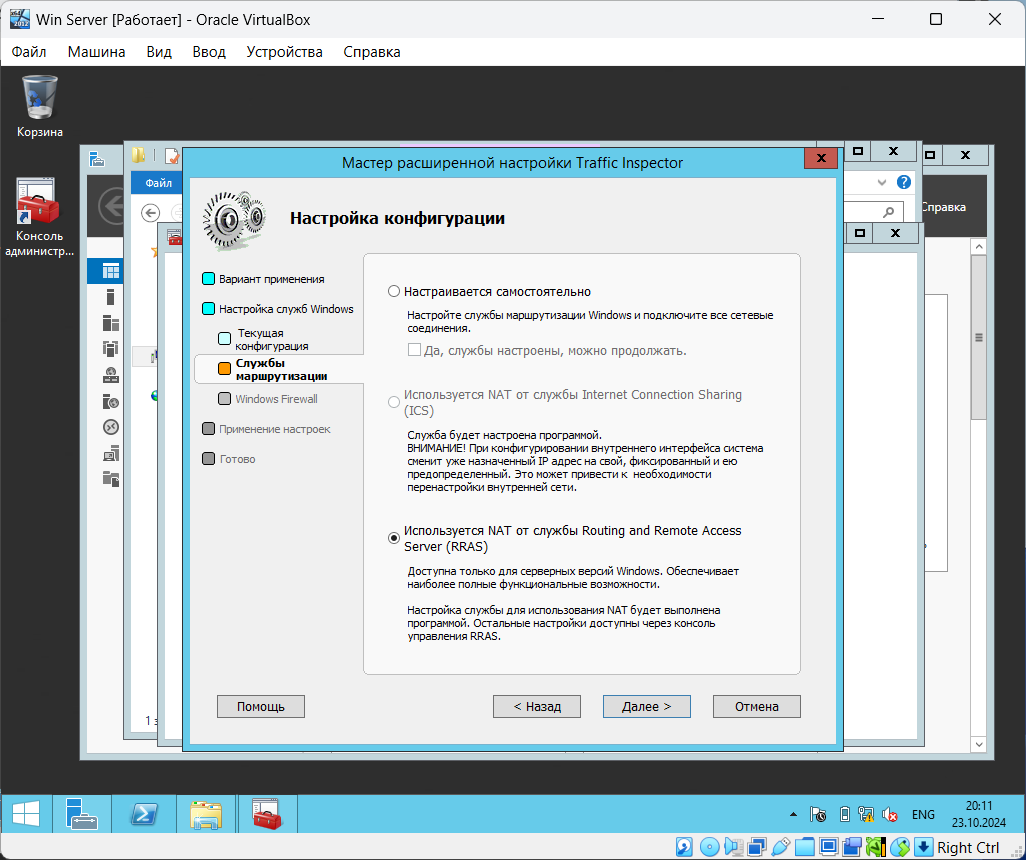 Win Server [Работает] - Oracle VirtualBox
Файл Машина Вид Ввод Устройства Справка
Корзина
Консоль
администр...
Файл
Справка
Мастер расширенной настройки Traffic Inspector
Настройка конфигурации
Вариант применения
Настройка служб Windows
Текущая
конфигурация
Службы
маршрутизации
Windows Firewall
Применение настроек
Готово
Настраивается самостоятельно
Настройте службы маршрутизации Windows и подключите все сетевые
соединения.
Да, службы настроены, можно продолжать.
Используется NAT от службы Internet Connection Sharing
(ICS)
Служба будет настроена программой.
ВНИМАНИЕ! При конфигурировании внутреннего интерфейса система
сменит уже назначенный IP адрес на свой, фиксированный и ею
предопределенный. Это может привести к необходимости
перенастройки внутренней сети.
Используется NAT от службы Routing and Remote Access
Server (RRAS)
Доступна только для серверных версий Windows. Обеспечивает
наиболее полные функциональные возможности.
Настройка службы для использования NAT будет выполнена
программой. Остальные настройки доступны через консоль
управления RRAS.
Помощь < Назад Далее > Отмена
ENG
20:11
23.10.2024
Right Ctrl